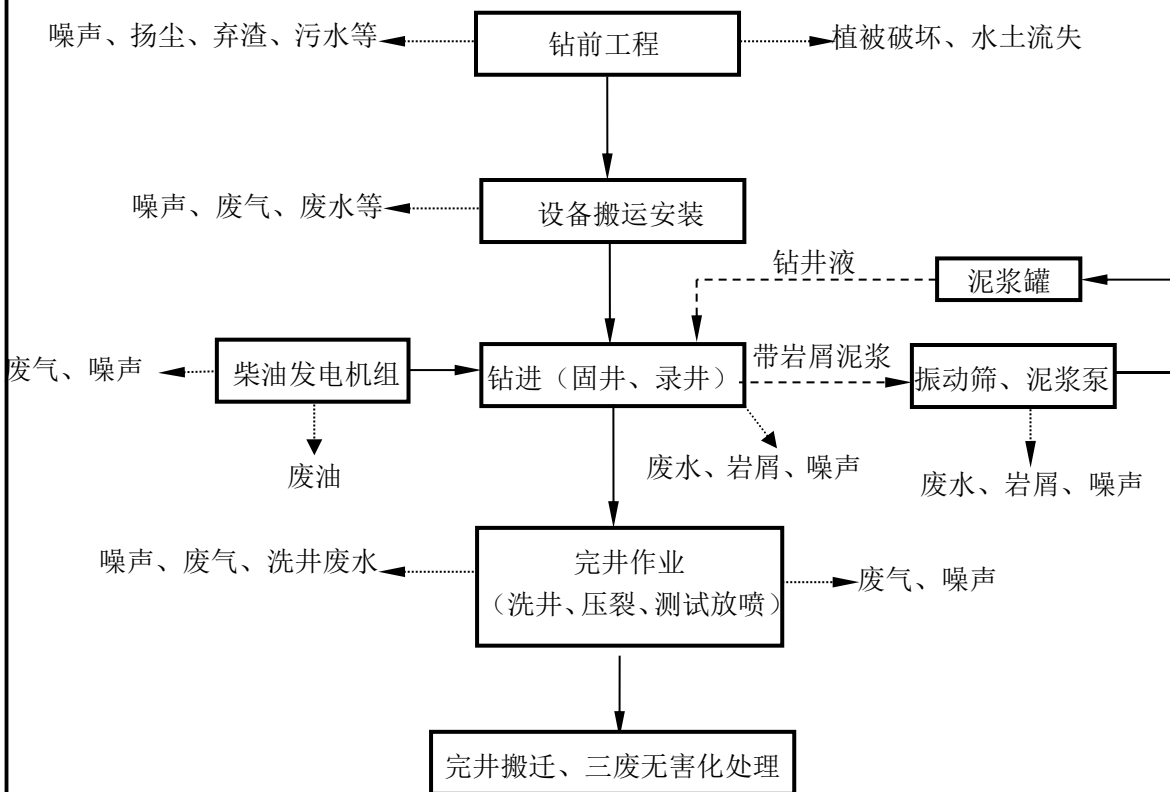 噪声、扬尘、弃渣、污水等
钻前工程
植被破坏、水土流失
噪声、废气、废水等
设备搬运安装
钻井液
泥浆罐
废气、噪声
柴油发电机组
钻进（固井、录井）
带岩屑泥浆
振动筛、泥浆泵
废油
废水、岩屑、噪声
废水、岩屑、噪声
噪声、废气、洗井废水
完井作业
（洗井、压裂、测试放喷）
废气、噪声
完井搬迁、三废无害化处理